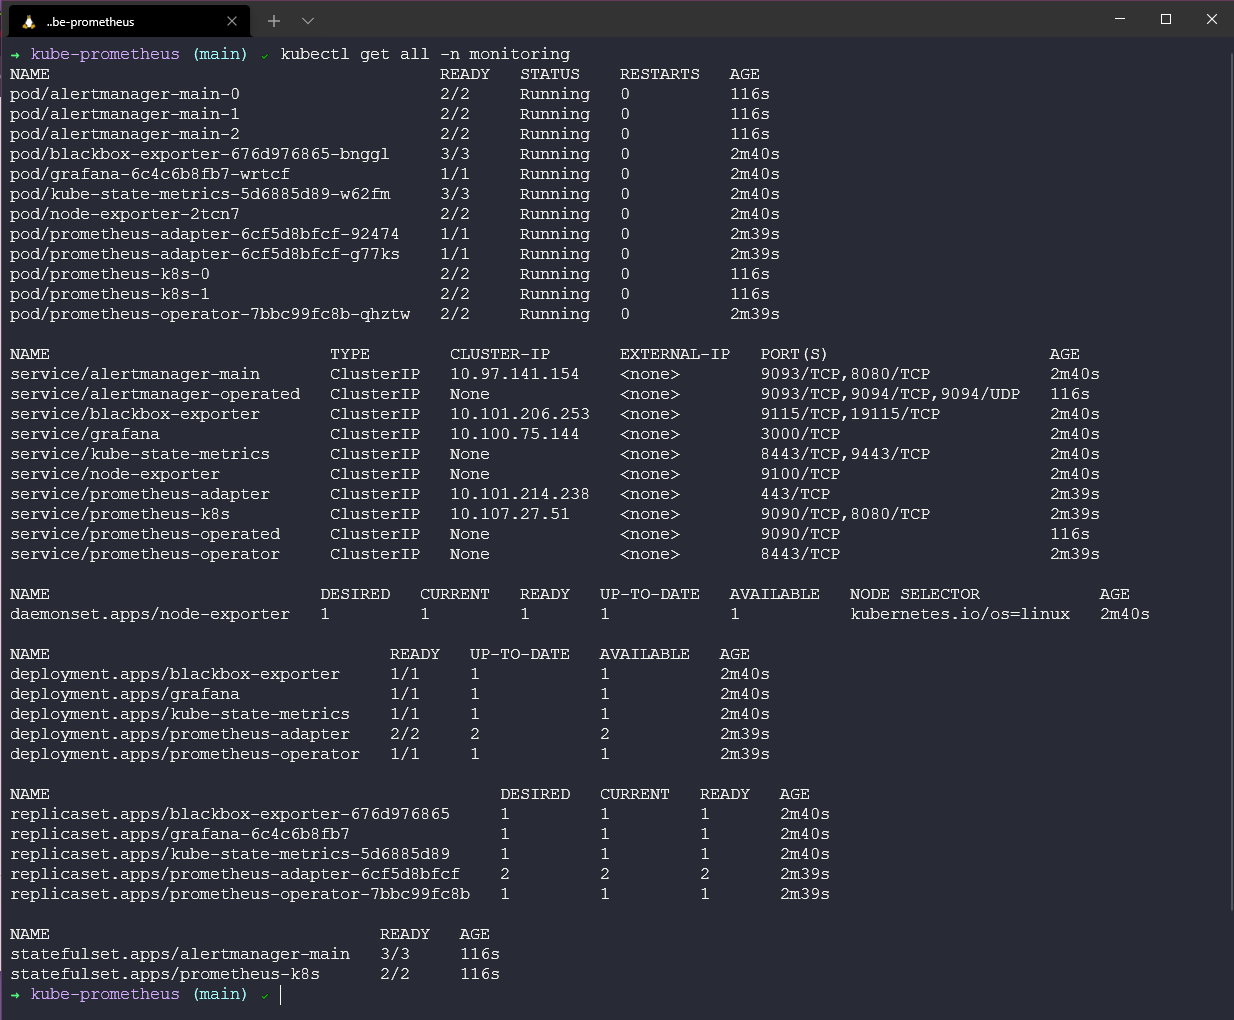 ..be-prometheus
→ kube-prometheus (main) ✓ kubectl get all -n monitoring
NAME READY STATUS RESTARTS AGE
pod/alertmanager-main-0 2/2 Running 0 116s
pod/alertmanager-main-1 2/2 Running 0 116s
pod/alertmanager-main-2 2/2 Running 0 116s
pod/blackbox-exporter-676d976865-bnggl 3/3 Running 0 2m40s
pod/grafana-6c4c6b8fb7-wrtcf 1/1 Running 0 2m40s
pod/kube-state-metrics-5d6885d89-w62fm 3/3 Running 0 2m40s
pod/node-exporter-2tcn7 2/2 Running 0 2m40s
pod/prometheus-adapter-6cf5d8bfcf-92474 1/1 Running 0 2m39s
pod/prometheus-adapter-6cf5d8bfcf-g77ks 1/1 Running 0 2m39s
pod/prometheus-k8s-0 2/2 Running 0 116s
pod/prometheus-k8s-1 2/2 Running 0 116s
pod/prometheus-operator-7bbc99fc8b-qhztw 2/2 Running 0 2m39s
NAME TYPE CLUSTER-IP EXTERNAL-IP PORT(S) AGE
service/alertmanager-main ClusterIP 10.97.141.154 <none> 9093/TCP,8080/TCP 2m40s
service/alertmanager-operated ClusterIP None <none> 9093/TCP,9094/TCP,9094/UDP 116s
service/blackbox-exporter ClusterIP 10.101.206.253 <none> 9115/TCP,19115/TCP 2m40s
service/grafana ClusterIP 10.100.75.144 <none> 3000/TCP 2m40s
service/kube-state-metrics ClusterIP None <none> 8443/TCP,9443/TCP 2m40s
service/node-exporter ClusterIP None <none> 9100/TCP 2m40s
service/prometheus-adapter ClusterIP 10.101.214.238 <none> 443/TCP 2m39s
service/prometheus-k8s ClusterIP 10.107.27.51 <none> 9090/TCP,8080/TCP 2m39s
service/prometheus-operated ClusterIP None <none> 9090/TCP 116s
service/prometheus-operator ClusterIP None <none> 8443/TCP 2m39s
NAME DESIRED CURRENT READY UP-TO-DATE AVAILABLE NODE SELECTOR AGE
daemonset.apps/node-exporter 1 1 1 1 1 kubernetes.io/os=linux 2m40s
NAME READY UP-TO-DATE AVAILABLE AGE
deployment.apps/blackbox-exporter 1/1 1 1 2m40s
deployment.apps/grafana 1/1 1 1 2m40s
deployment.apps/kube-state-metrics 1/1 1 1 2m40s
deployment.apps/prometheus-adapter 2/2 2 2 2m39s
deployment.apps/prometheus-operator 1/1 1 1 2m39s
NAME DESIRED CURRENT READY AGE
replicaset.apps/blackbox-exporter-676d976865 1 1 1 2m40s
replicaset.apps/grafana-6c4c6b8fb7 1 1 1 2m40s
replicaset.apps/kube-state-metrics-5d6885d89 1 1 1 2m40s
replicaset.apps/prometheus-adapter-6cf5d8bfcf 2 2 2 2m39s
replicaset.apps/prometheus-operator-7bbc99fc8b 1 1 1 2m39s
NAME READY AGE
statefulset.apps/alertmanager-main 3/3 116s
statefulset.apps/prometheus-k8s 2/2 116s
→ kube-prometheus (main) ✓